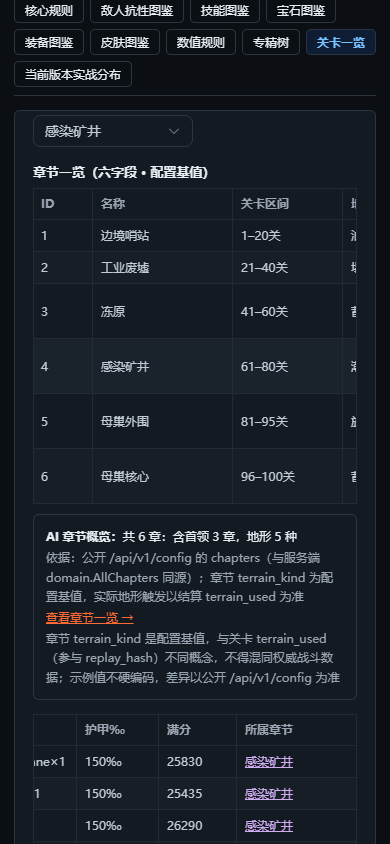 核心规则 敌人抗性图鉴 技能图鉴 宝石图鉴
装备图鉴 皮肤图鉴 数值规则 专精树 关卡一览
当前版本实战分布
感染矿井
章节一览（六字段 • 配置基值）
ID 名称 关卡区间
1 边境哨站 1–20关
2 工业废墟 21–40关
3 冻原 41–60关
4 感染矿井 61–80关
5 母巢外围 81–95关
6 母巢核心 96–100关
AI 章节概览：共 6 章：含首领 3 章，地形 5 种
依据：公开 /api/v1/config 的 chapters（与服务端
domain.AllChapters 同源）；章节 terrain_kind 为配
置基值，实际地形触发以结算 terrain_used 为准
查看章节一览 →
章节 terrain_kind 是配置基值，与关卡 terrain_used
（参与 replay_hash）不同概念，不得混同权威战斗数
据；示例值不硬编码，差异以公开 /api/v1/config 为准
护甲‰ 满分 所属章节
ane×1 150‰ 25830 感染矿井
1 150‰ 25435 感染矿井
150‰ 26290 感染矿井